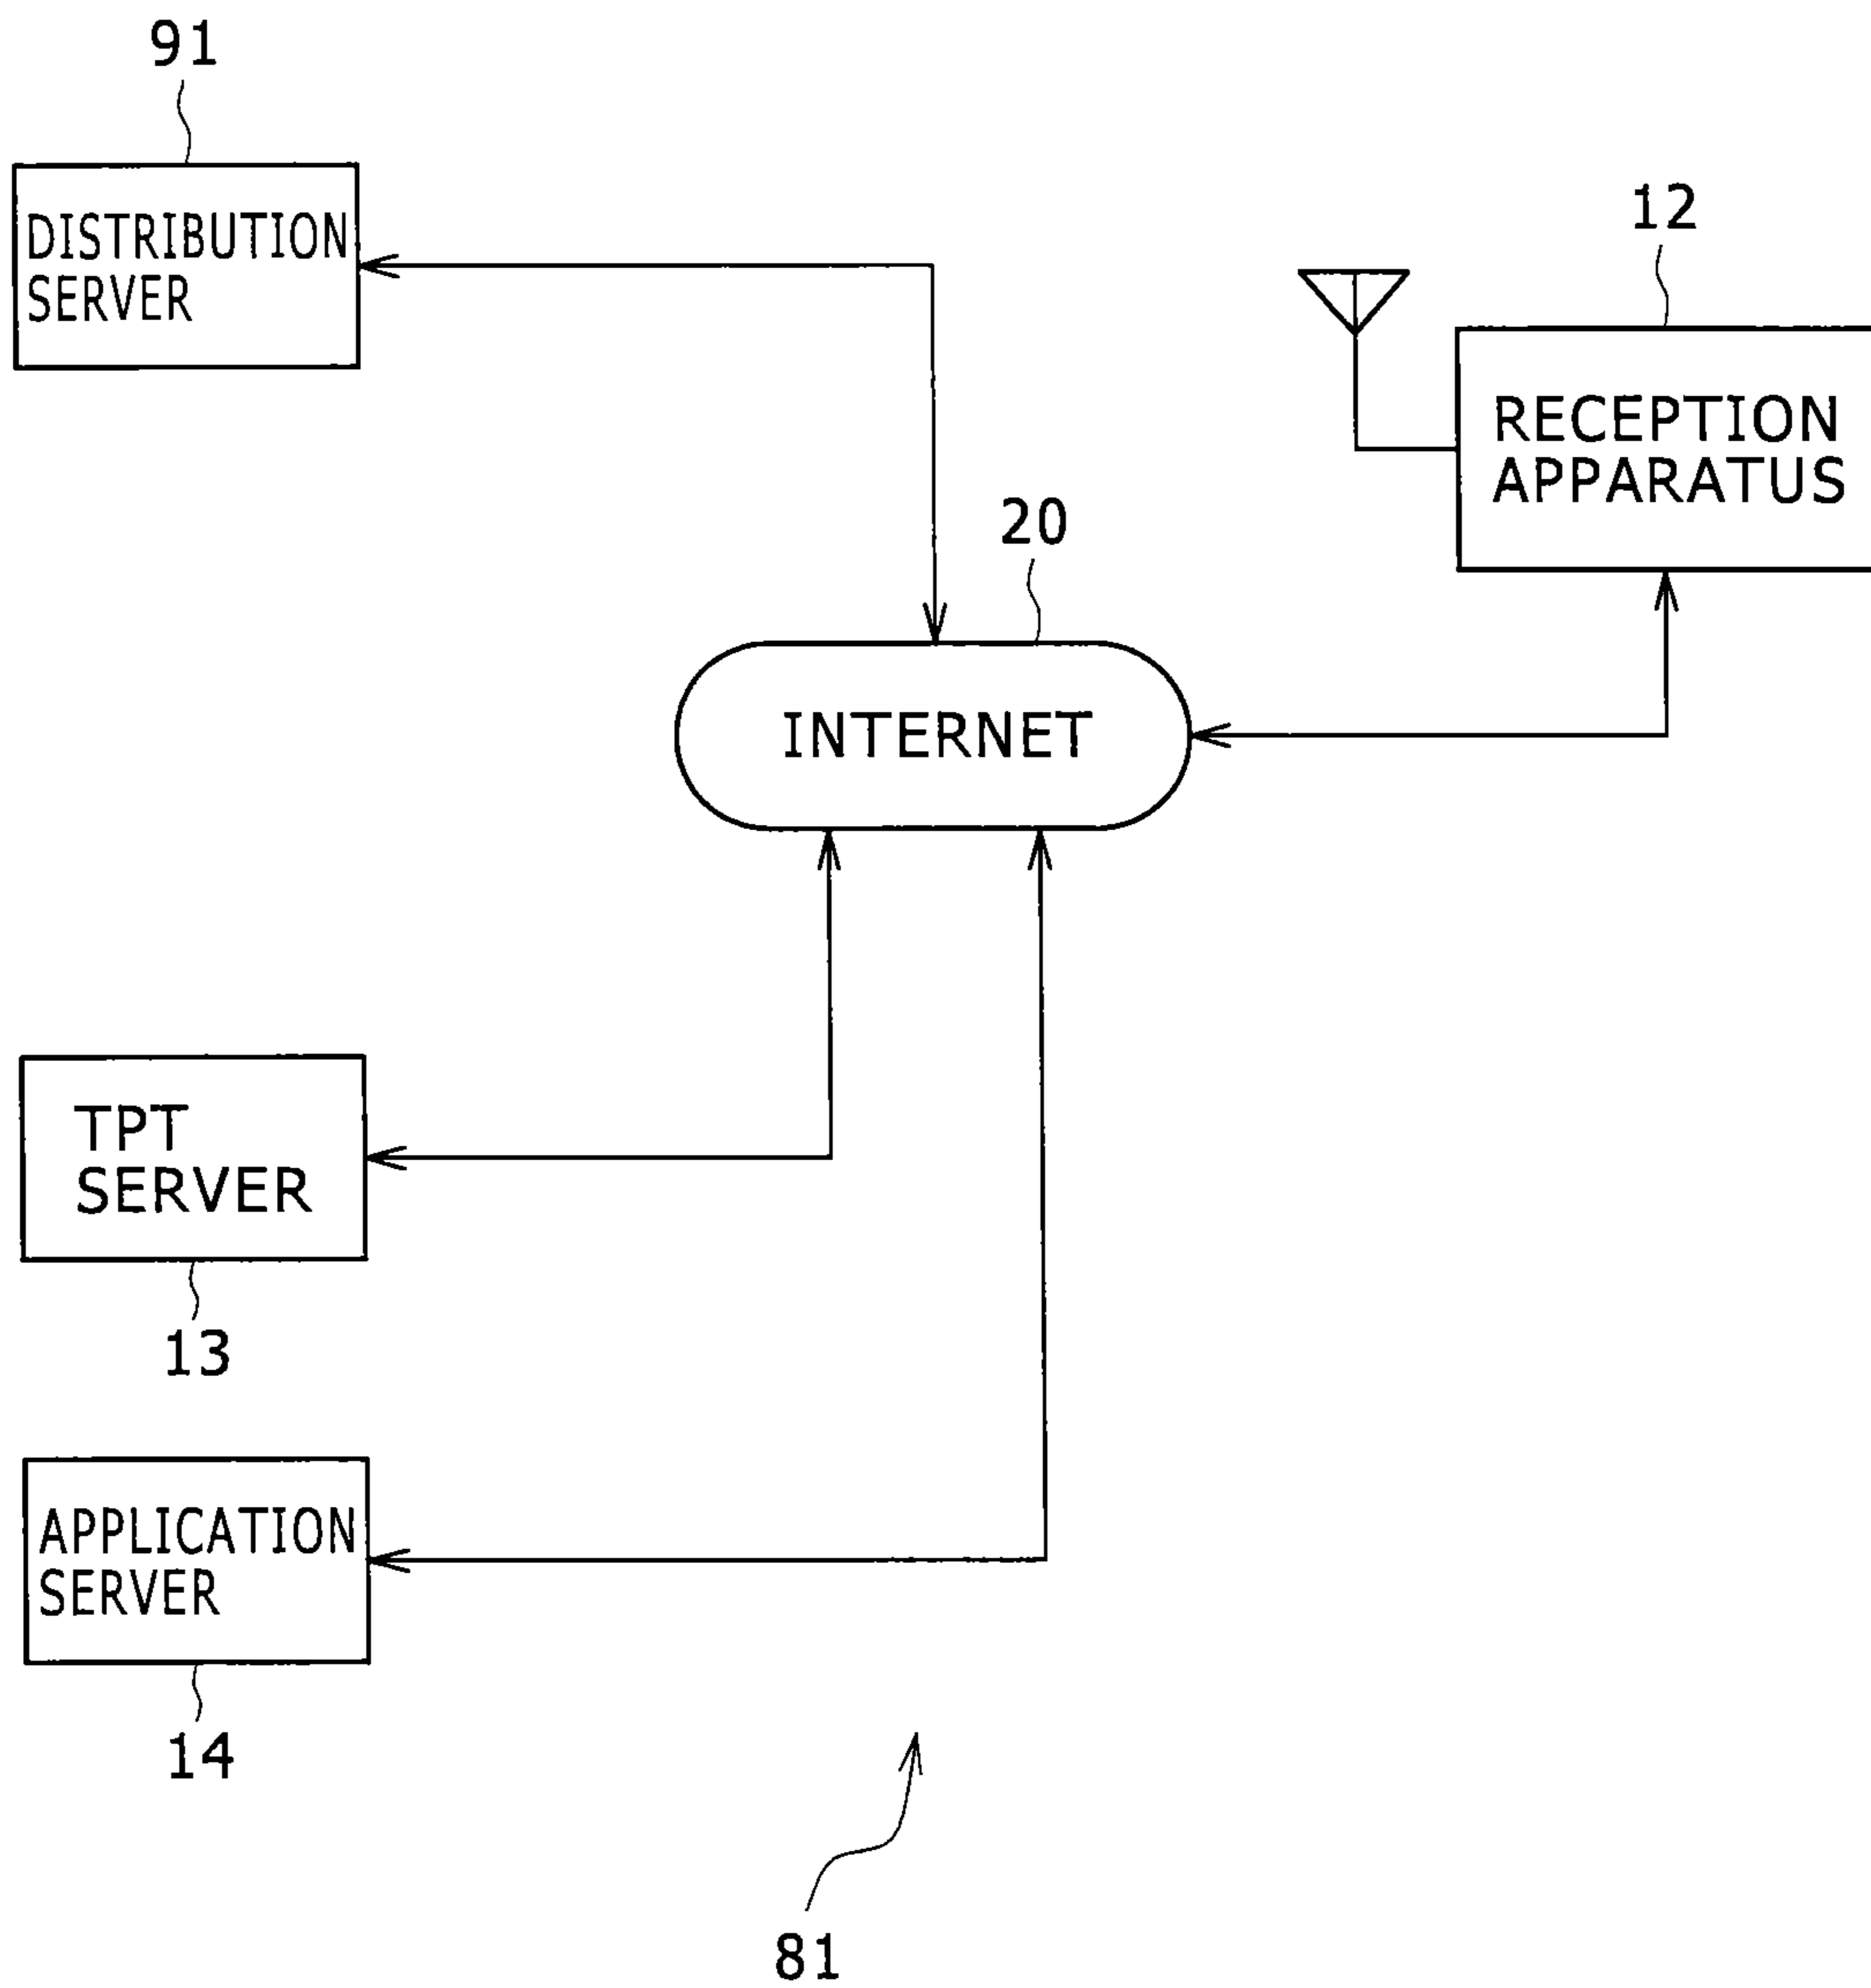 91
DISTRIBUTION
SERVER
12
RECEPTION
APPARATUS
20
INTERNET
TPT
SERVER
13
APPLICATION
SERVER
14
81